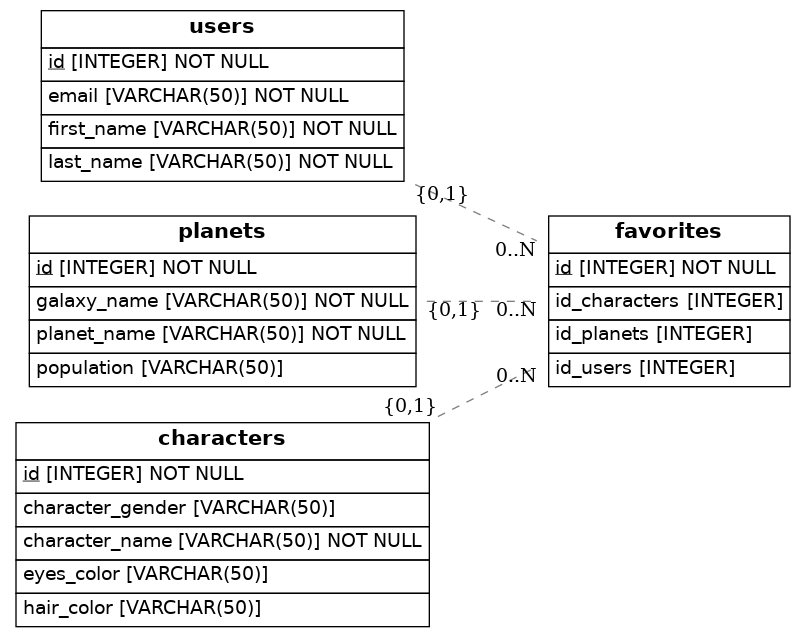 users
id [INTEGER] NOT NULL
email [VARCHAR(50)] NOT NULL
first_name [VARCHAR(50)] NOT NULL
last_name [VARCHAR(50)] NOT NULL
{0,1}
0..N
planets
id [INTEGER] NOT NULL
galaxy_name [VARCHAR(50)] NOT NULL
planet_name [VARCHAR(50)] NOT NULL
population [VARCHAR(50)]
{0,1}
0..N
favorites
id [INTEGER] NOT NULL
id_characters [INTEGER]
id_planets [INTEGER]
id_users [INTEGER]
0..N
{0,1}
characters
id [INTEGER] NOT NULL
character_gender [VARCHAR(50)]
character_name [VARCHAR(50)] NOT NULL
eyes_color [VARCHAR(50)]
hair_color [VARCHAR(50)]